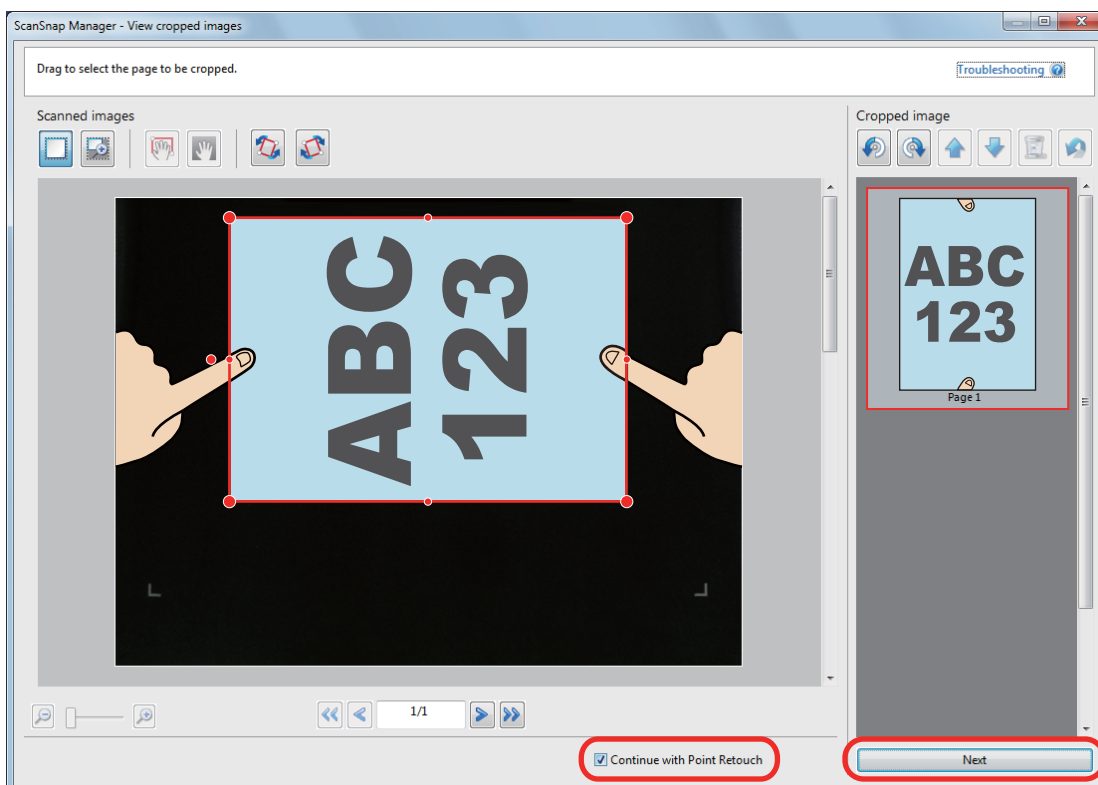 ScanSnap Manager - View cropped images
Drag to select the page to be cropped.
Troubleshooting
Scanned images
Cropped image
ABC
123
ABC
123
Page 1
1/1
Continue with Point Retouch
Next